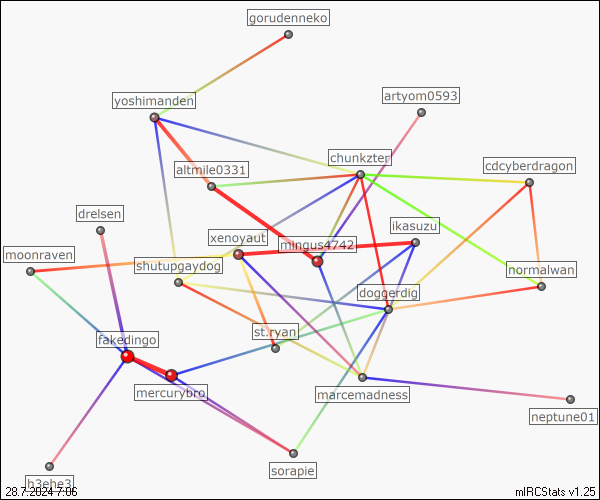 gorudenneko
yoshimanden
artyom0593
chunkzter
altmile0331
cdcyberdragon
drelsen
ikasuzu
xenoyaut
mingus4742
moonraven
shutupgaydog
normalwan
doggerdig
st.ryan
fakedingo
mercurybro
marcemadness
neptune01
sorapie
h3ehe3
28.7.2024 7:06
mIRCStats v1.25